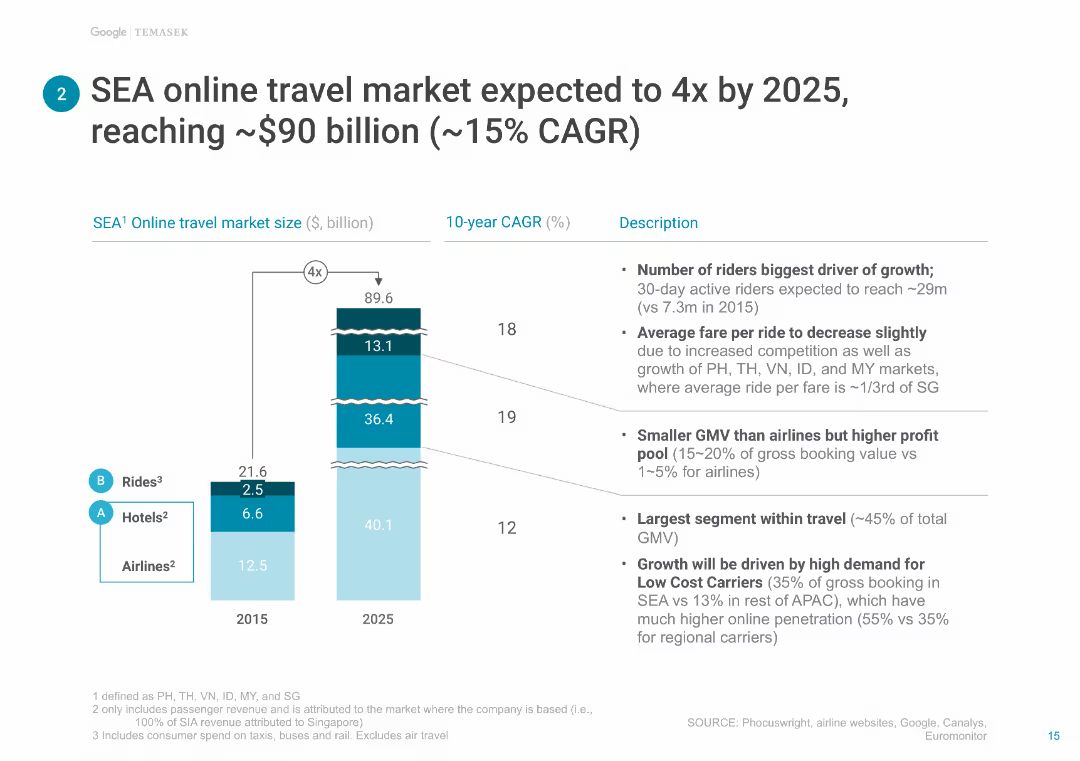 Google | TEMASEK
2
SEA online travel market expected to 4x by 2025,
reaching ~$90 billion (~15% CAGR)
SEA¹ Online travel market size ($, billion)
10-year CAGR (%)
Description
4x
89.6
13.1
36.4
40.1
21.6
2.5
6.6
12.5
B Rides³
A Hotels²
Airlines²
2015
2025
18
19
12
• Number of riders biggest driver of growth;
30-day active riders expected to reach ~29m
(vs 7.3m in 2015)
• Average fare per ride to decrease slightly
due to increased competition as well as
growth of PH, TH, VN, ID, and MY markets,
where average ride per fare is ~1/3rd of SG
• Smaller GMV than airlines but higher profit
pool (15~20% of gross booking value vs
1~5% for airlines)
• Largest segment within travel (~45% of total
GMV)
• Growth will be driven by high demand for
Low Cost Carriers (35% of gross booking in
SEA vs 13% in rest of APAC), which have
much higher online penetration (55% vs 35%
for regional carriers)
1 defined as PH, TH, VN, ID, MY, and SG
2 only includes passenger revenue and is attributed to the market where the company is based (i.e.,
100% of SIA revenue attributed to Singapore)
3 Includes consumer spend on taxis, buses and rail. Excludes air travel
SOURCE: Phocuswright, airline websites, Google, Canalys,
Euromonitor
15